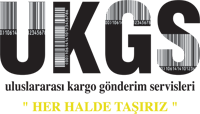 UKGS
uluslararası kargo gönderim servisleri
" HER HALDE TAŞIRIZ "